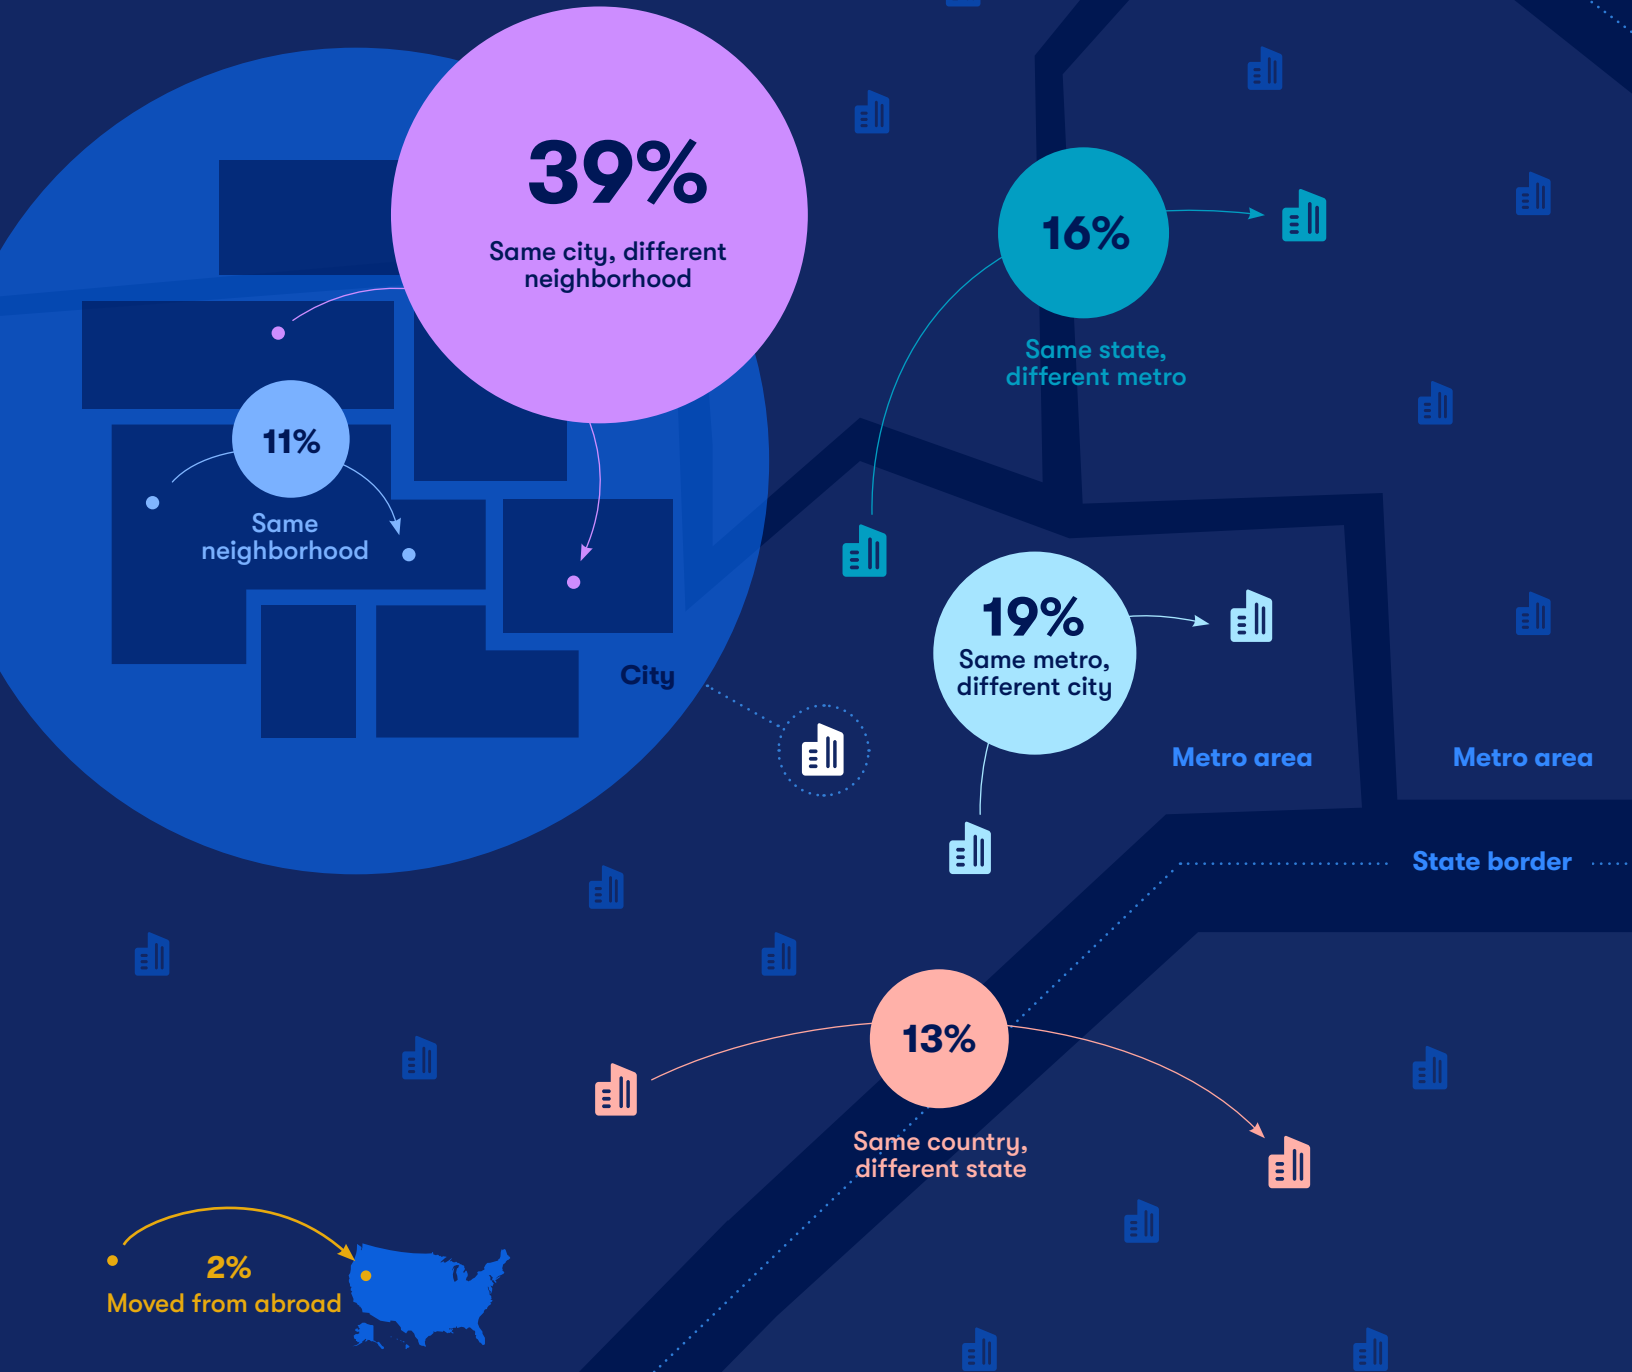 39%
Same city, different
neighborhood
16%
Same state,
different metro
11%
Same
neighborhood
19%
Same metro,
different city
City
Metro area
Metro area
State border
13%
Same country,
different state
2%
Moved from abroad